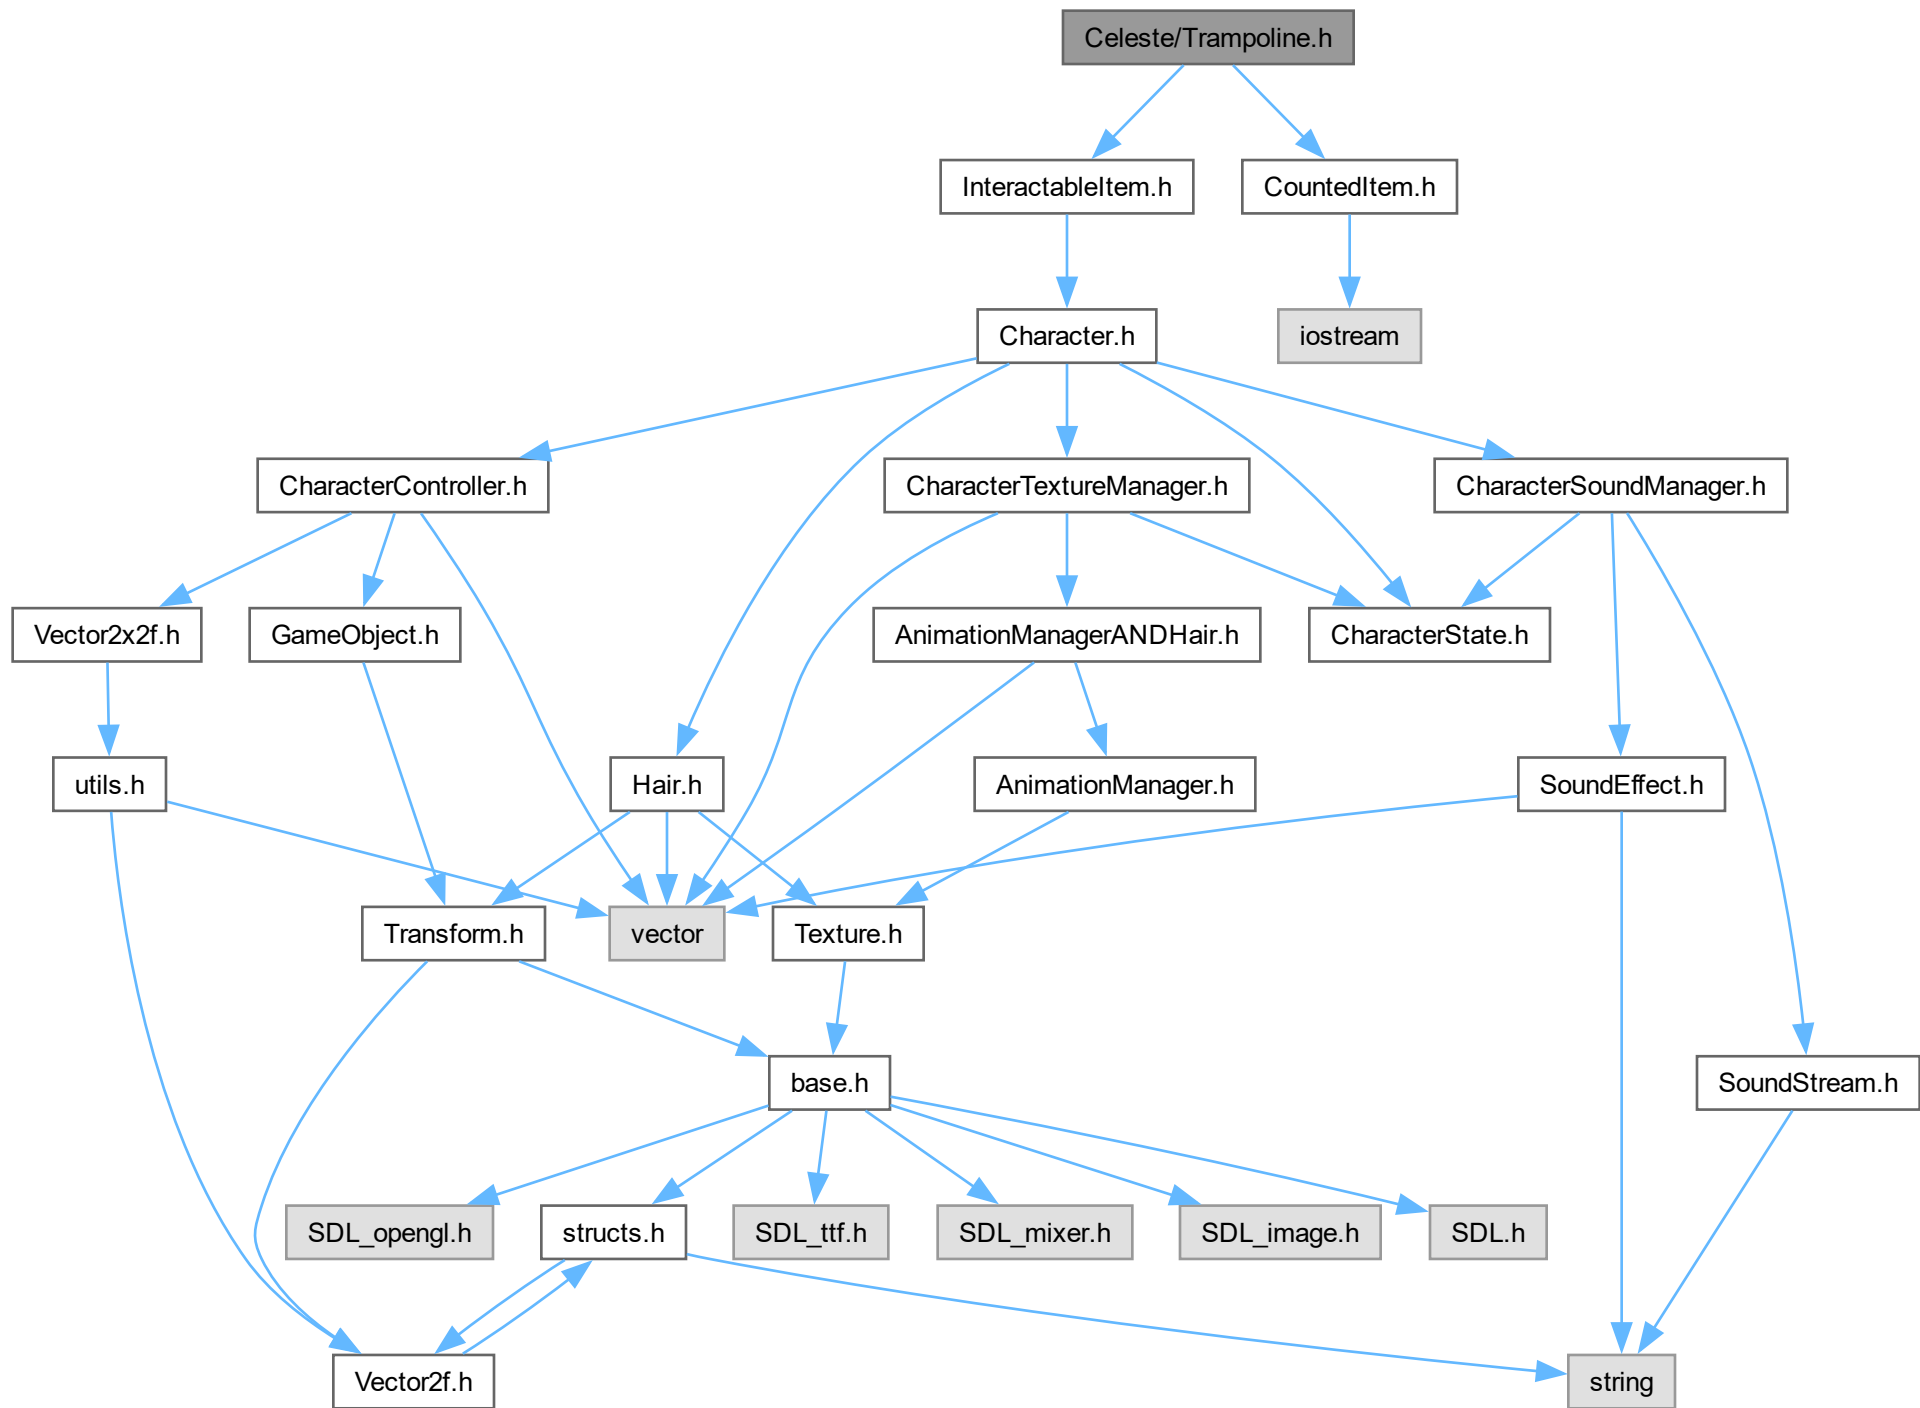 Celeste/Trampoline.h
InteractableItem.h
CountedItem.h
Character.h
iostream
CharacterController.h
CharacterTextureManager.h
CharacterSoundManager.h
Vector2x2f.h
GameObject.h
AnimationManagerANDHair.h
CharacterState.h
utils.h
Hair.h
AnimationManager.h
SoundEffect.h
Transform.h
vector
Texture.h
base.h
SoundStream.h
SDL_opengl.h
structs.h
SDL_ttf.h
SDL_mixer.h
SDL_image.h
SDL.h
Vector2f.h
string